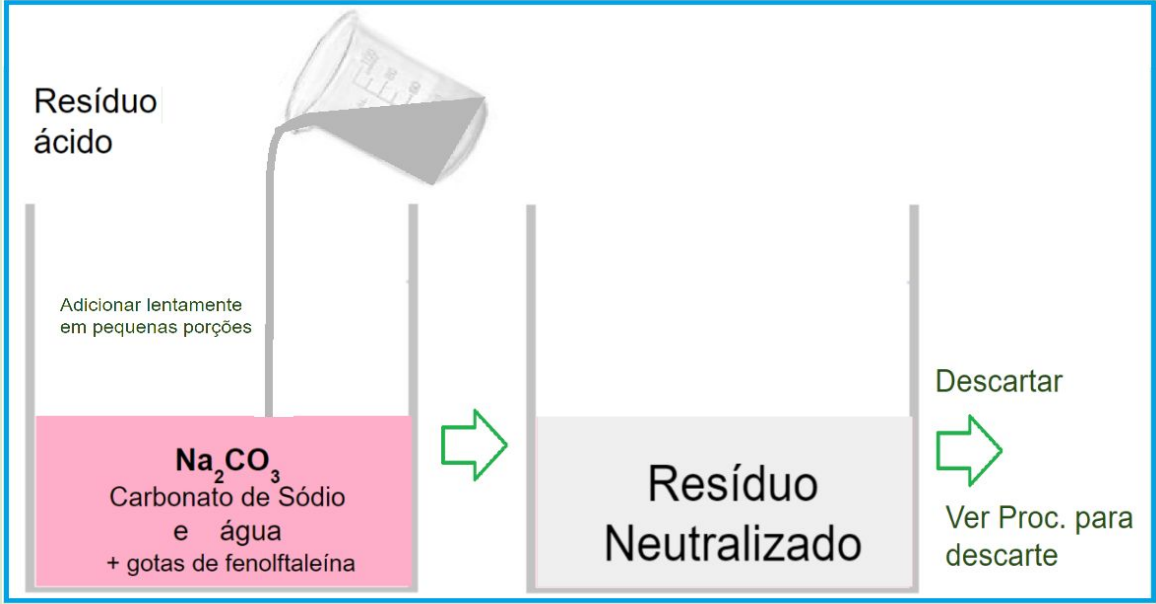 Resíduo
ácido
Adicionar lentamente
em pequenas porções
Na₂CO₃
Carbonato de Sódio
e água
+ gotas de fenolftaleína
Resíduo
Neutralizado
Descartar
Ver Proc. para
descarte